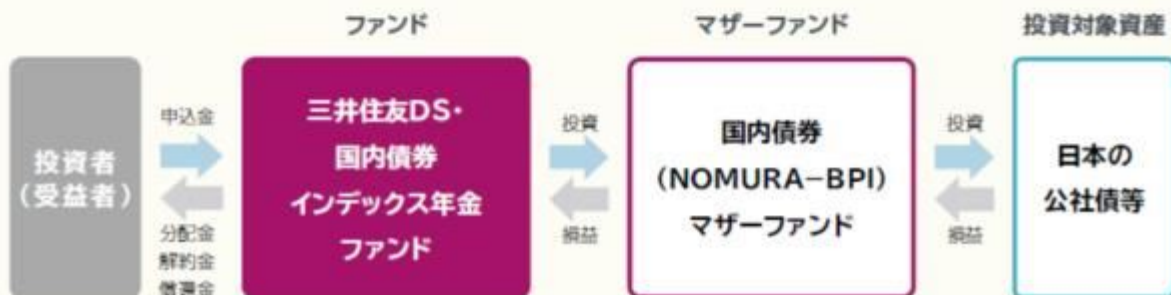 ファンド
マザーファンド
投資対象資産
投資者
(受益者)
申込金
分配金
解約金
償還金
三井住友DS・
国内債券
インデックス年金
ファンド
投資
損益
国内債券
(NOMURA-BPI)
マザーファンド
投資
損益
日本の
公社債等